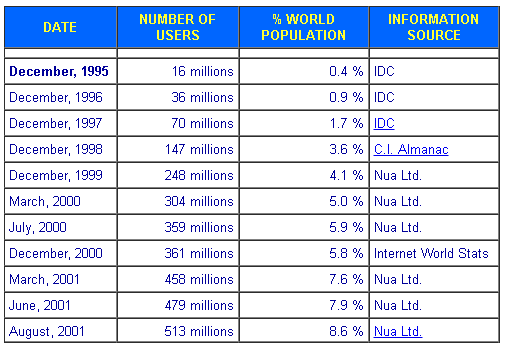 DATE NUMBER OF USERS % WORLD POPULATION INFORMATION SOURCE
December, 1995 16 millions 0.4 % IDC
December, 1996 36 millions 0.9 % IDC
December, 1997 70 millions 1.7 % IDC
December, 1998 147 millions 3.6 % C.I. Almanac
December, 1999 248 millions 4.1 % Nua Ltd.
March, 2000 304 millions 5.0 % Nua Ltd.
July, 2000 359 millions 5.9 % Nua Ltd.
December, 2000 361 millions 5.8 % Internet World Stats
March, 2001 458 millions 7.6 % Nua Ltd.
June, 2001 479 millions 7.9 % Nua Ltd.
August, 2001 513 millions 8.6 % Nua Ltd.